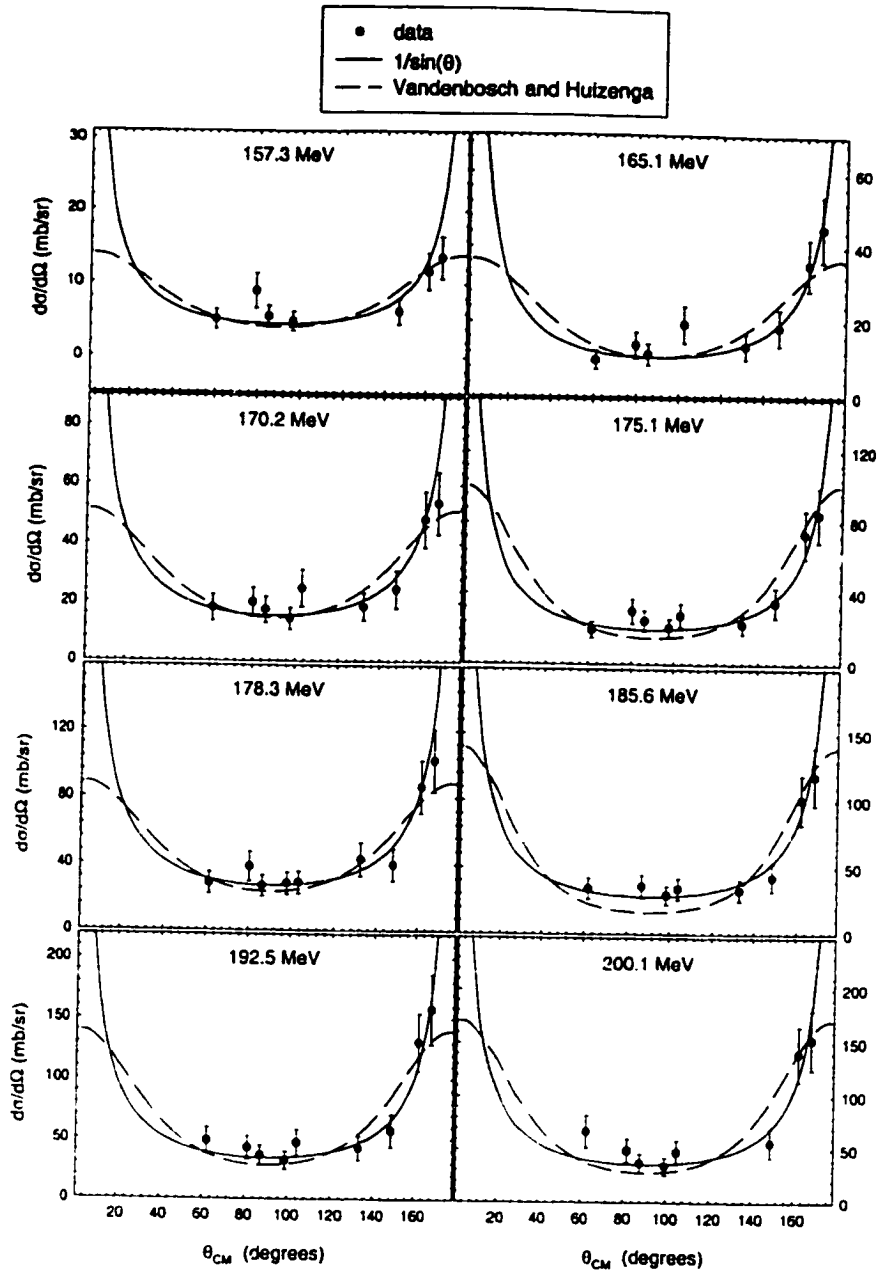 data
1/sin(θ)
Vandenbosch and Huizenga
157.3 MeV
165.1 MeV
30
20
10
0
dσ/dΩ (mb/sr)
60
40
20
0
170.2 MeV
175.1 MeV
80
60
40
20
0
dσ/dΩ (mb/sr)
120
80
40
0
178.3 MeV
185.6 MeV
120
80
40
0
dσ/dΩ (mb/sr)
150
100
50
0
192.5 MeV
200.1 MeV
200
150
100
50
0
dσ/dΩ (mb/sr)
200
150
100
50
0
20 40 60 80 100 120 140 160
20 40 60 80 100 120 140 160
θCM (degrees)
θCM (degrees)